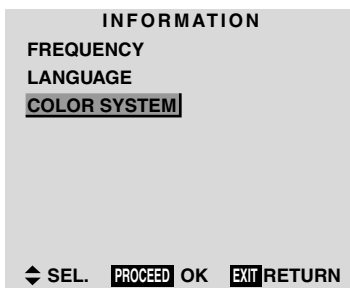 INFORMATION
FREQUENCY
LANGUAGE
COLOR SYSTEM
SEL. PROCEED OK EXIT RETURN